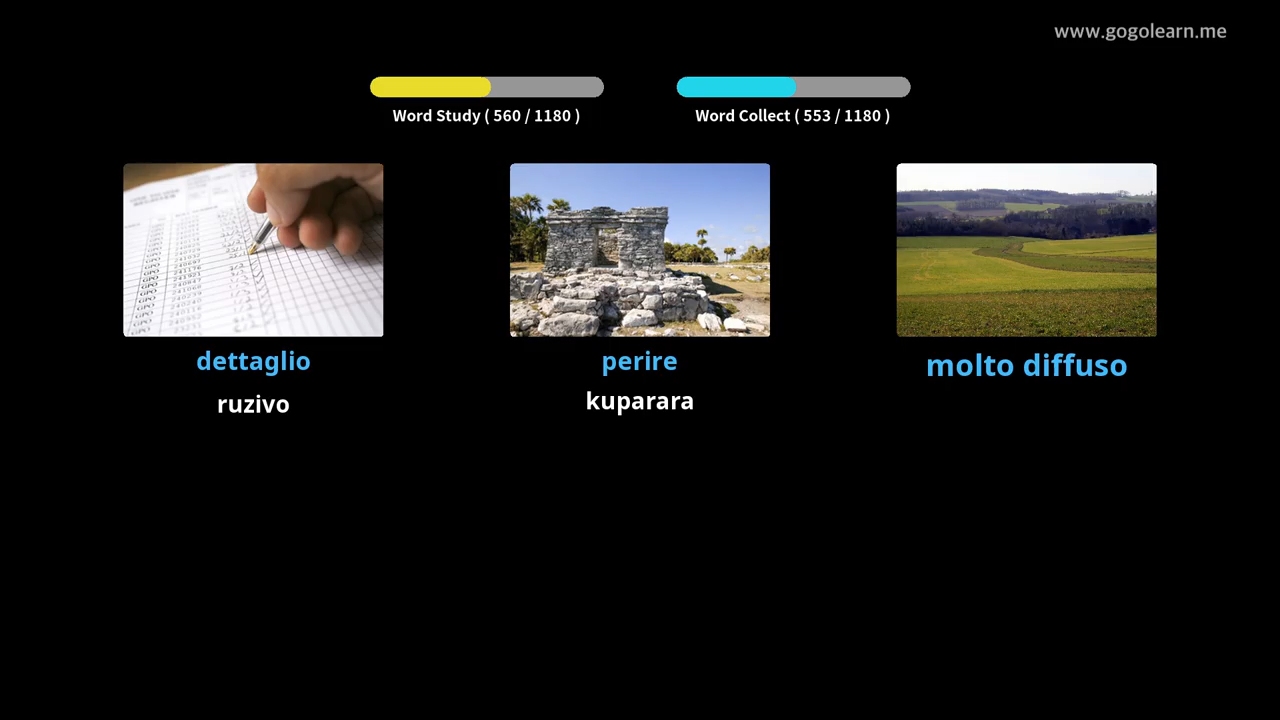 www.gogolearn.me
Word Study ( 560 / 1180 )
Word Collect ( 553 / 1180 )
dettaglio
perire
molto diffuso
ruzivo
kuparara